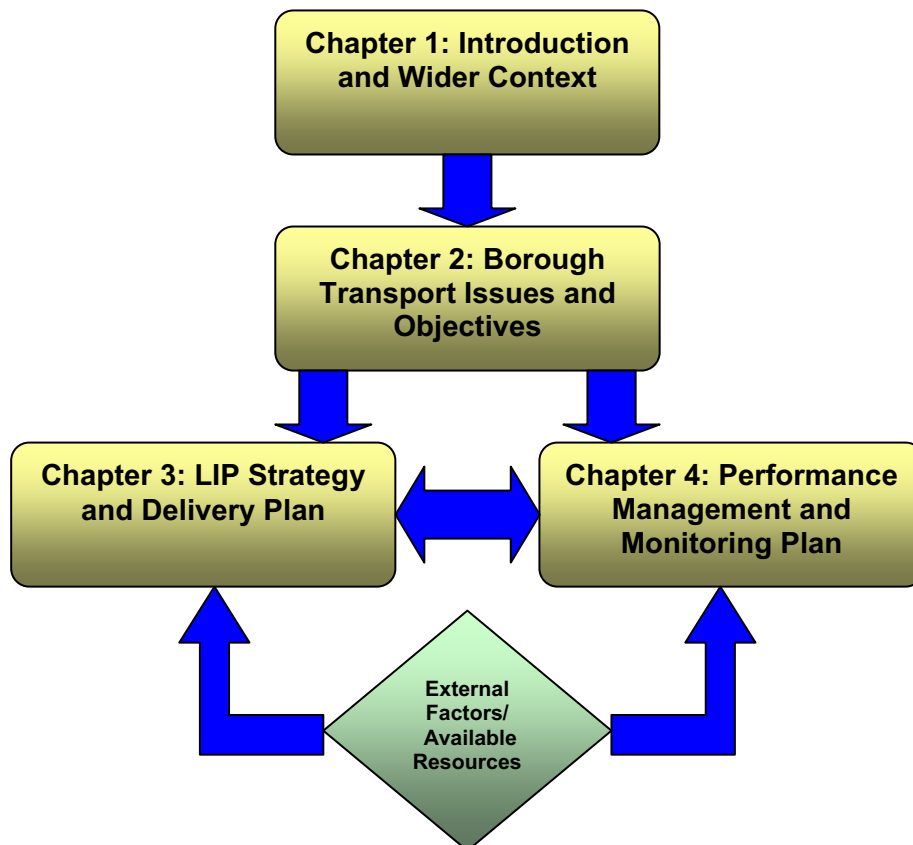 Chapter 1: Introduction
and Wider Context
Chapter 2: Borough
Transport Issues and
Objectives
Chapter 3: LIP Strategy
and Delivery Plan
Chapter 4: Performance
Management and
Monitoring Plan
External
Factors/
Available
Resources